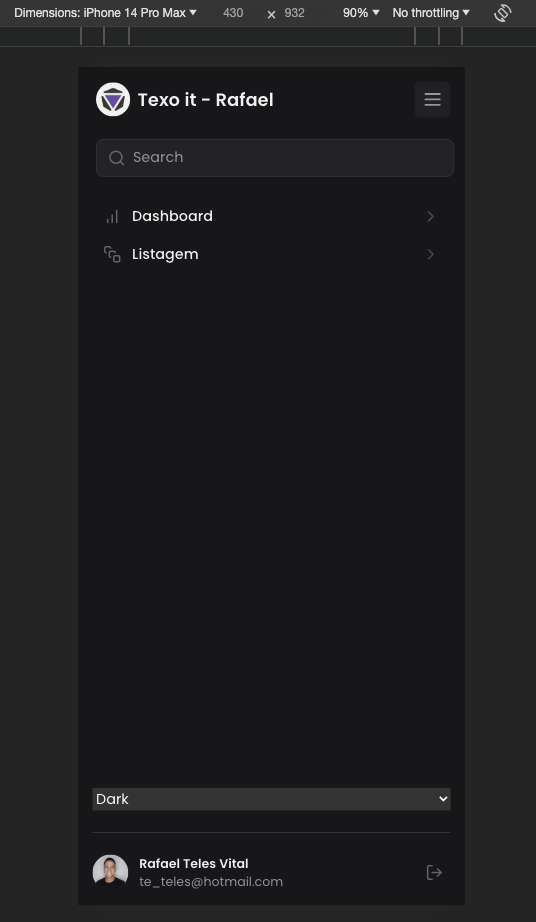 Dimensions: iPhone 14 Pro Max 430 × 932 90% No throttling
Texo it - Rafael
Search
Dashboard
Listagem
Dark
Rafael Teles Vital
te_teles@hotmail.com